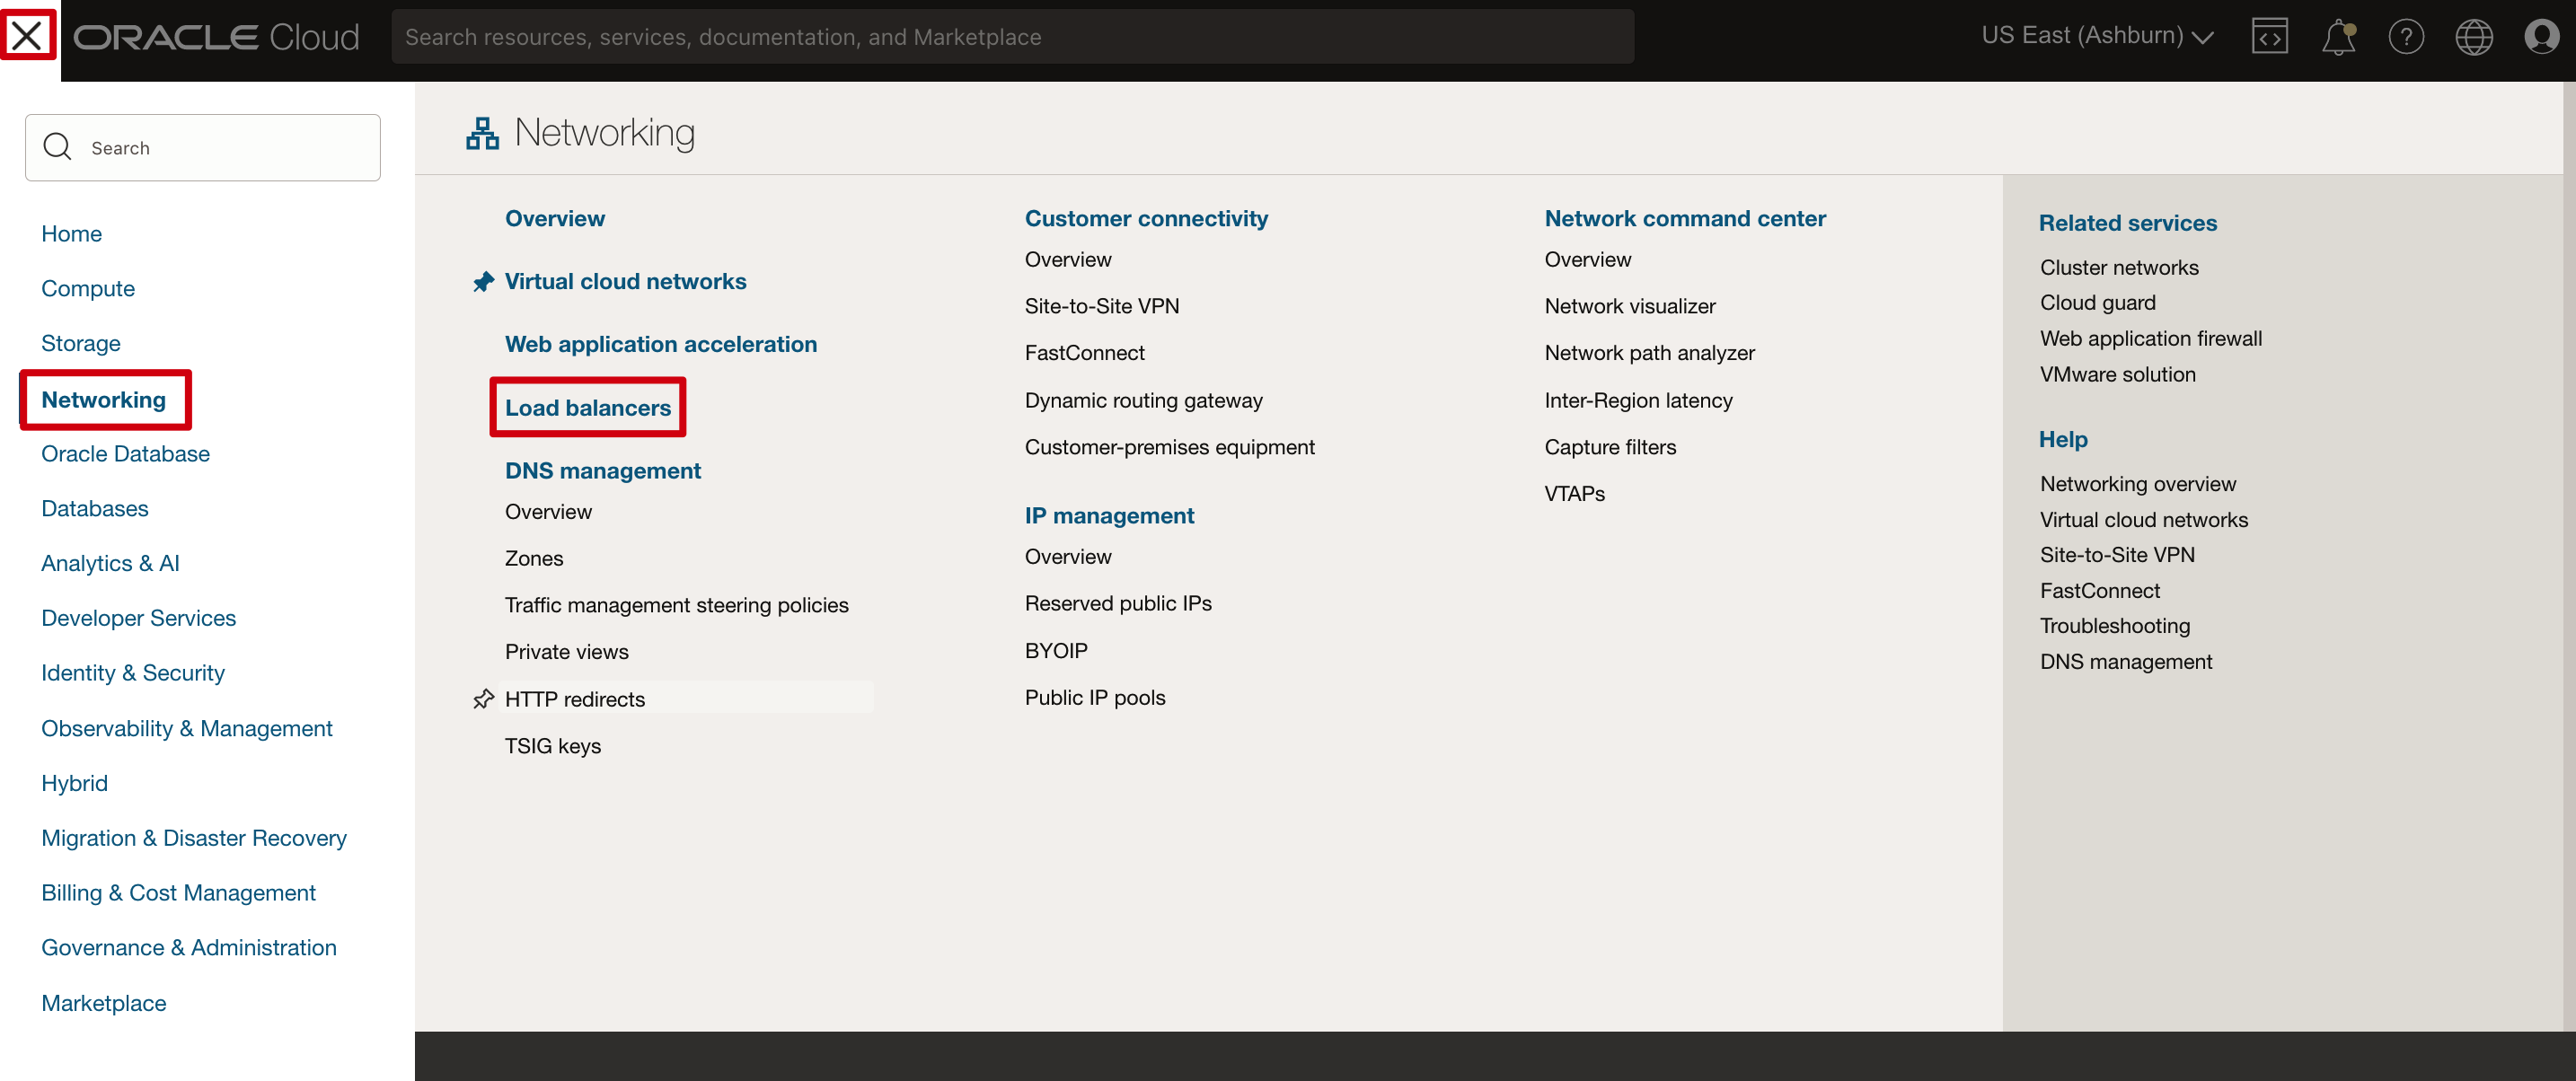 ORACLE Cloud
Search resources, services, documentation, and Marketplace
US East (Ashburn)
Search
Home
Compute
Storage
Networking
Oracle Database
Databases
Analytics & AI
Developer Services
Identity & Security
Observability & Management
Hybrid
Migration & Disaster Recovery
Billing & Cost Management
Governance & Administration
Marketplace
Networking
Overview
Virtual cloud networks
Web application acceleration
Load balancers
DNS management
Overview
Zones
Traffic management steering policies
Private views
HTTP redirects
TSIG keys
Customer connectivity
Overview
Site-to-Site VPN
FastConnect
Dynamic routing gateway
Customer-premises equipment
IP management
Overview
Reserved public IPs
BYOIP
Public IP pools
Network command center
Overview
Network visualizer
Network path analyzer
Inter-Region latency
Capture filters
VTAPs
Related services
Cluster networks
Cloud guard
Web application firewall
VMware solution
Help
Networking overview
Virtual cloud networks
Site-to-Site VPN
FastConnect
Troubleshooting
DNS management